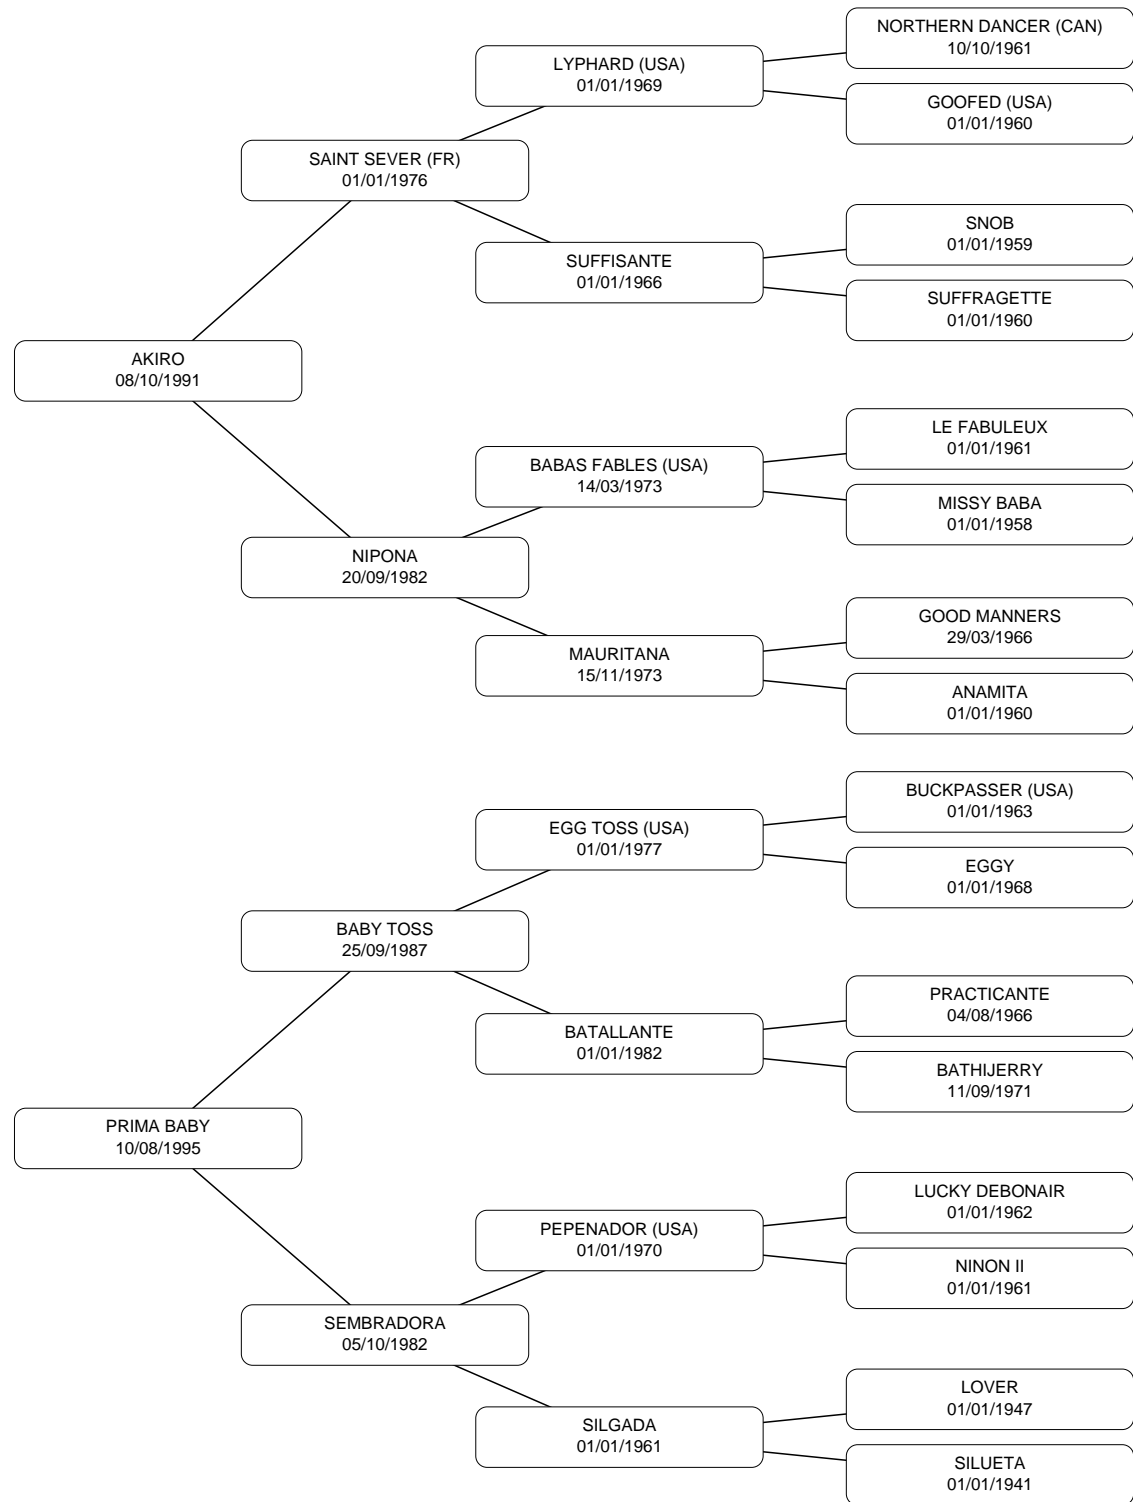 NORTHERN DANCER (CAN)
10/10/1961
LYPHARD (USA)
01/01/1969
GOOFED (USA)
01/01/1960
SAINT SEVER (FR)
01/01/1976
SNOB
01/01/1959
SUFFISANTE
01/01/1966
SUFFRAGETTE
01/01/1960
AKIRO
08/10/1991
LE FABULEUX
01/01/1961
BABAS FABLES (USA)
14/03/1973
MISSY BABA
01/01/1958
NIPONA
20/09/1982
GOOD MANNERS
29/03/1966
MAURITANA
15/11/1973
ANAMITA
01/01/1960
BUCKPASSER (USA)
01/01/1963
EGG TOSS (USA)
01/01/1977
EGGY
01/01/1968
BABY TOSS
25/09/1987
PRACTICANTE
04/08/1966
BATALLANTE
01/01/1982
BATHIJERRY
11/09/1971
PRIMA BABY
10/08/1995
LUCKY DEBONAIR
01/01/1962
PEPENADOR (USA)
01/01/1970
NINON II
01/01/1961
SEMBRADORA
05/10/1982
LOVER
01/01/1947
SILGADA
01/01/1961
SILUETA
01/01/1941